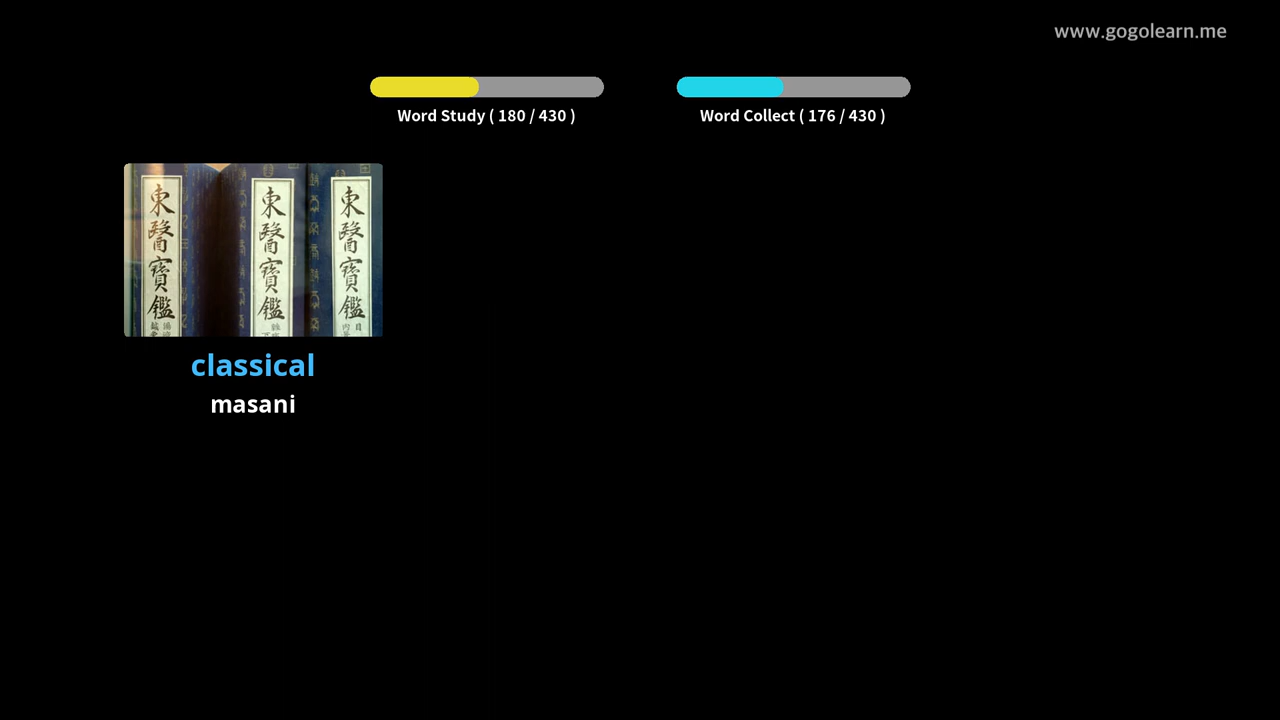 www.gogolearn.me
Word Study ( 180 / 430 )
Word Collect ( 176 / 430 )
東醫寶鑑
東醫寶鑑
東醫寶鑑
classical
masani